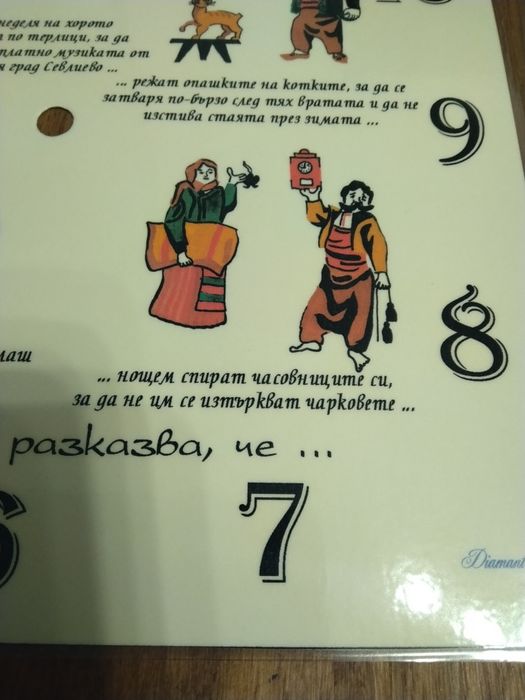 неделя на хорото
по терлици, за да
платно музиката от
град Севлиево ...
... режат опашките на котките, за да се
затваря по-бързо след тях вратата и да не
изстива стаята през зимата ...
9
8
... нощем спират часовниците си,
за да не им се изтъркват чарковете ...
разказва, че ...
7
6
Diamant